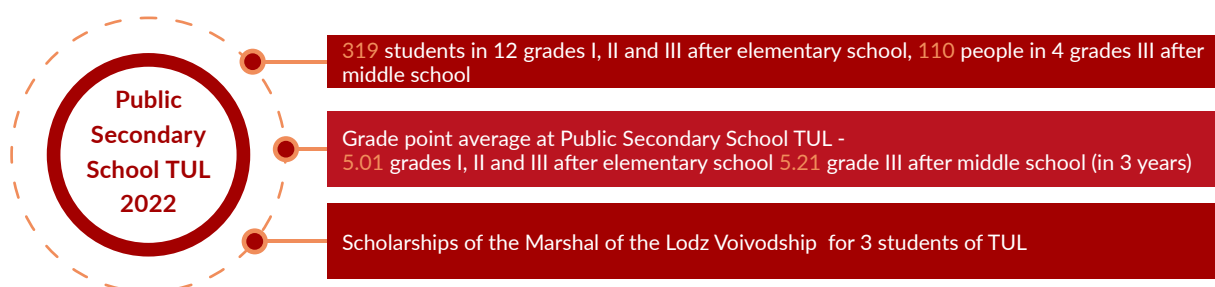 Public
Secondary
School TUL
2022
319 students in 12 grades I, II and III after elementary school, 110 people in 4 grades III after
middle school
Grade point average at Public Secondary School TUL -
5.01 grades I, II and III after elementary school 5.21 grade III after middle school (in 3 years)
Scholarships of the Marshal of the Lodz Voivodship  for 3 students of TUL